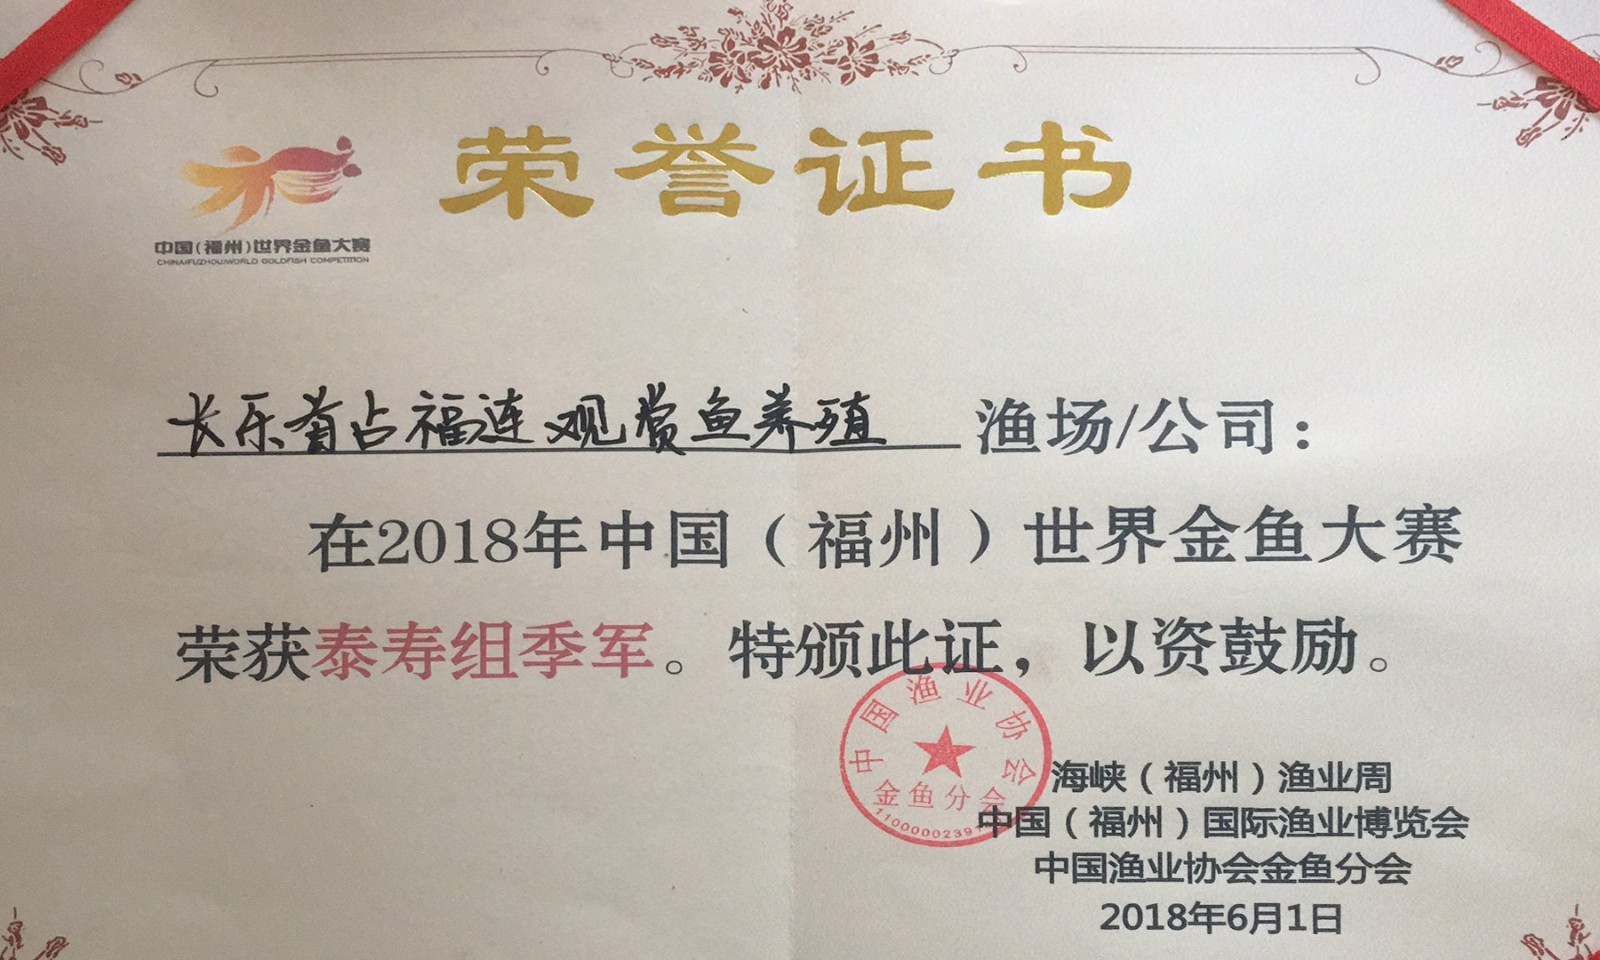 荣誉证书
中国(福州)世界金鱼大赛
CHINA(FUZHOU)WORLD GOLDFISH COMPETITION
长乐首占福连观赏鱼养殖 渔场/公司：
在2018年中国（福州）世界金鱼大赛
荣获泰寿组季军。特颁此证，以资鼓励。
中国渔业协会
金鱼分会
海峡（福州）渔业周
中国（福州）国际渔业博览会
中国渔业协会金鱼分会
2018年6月1日